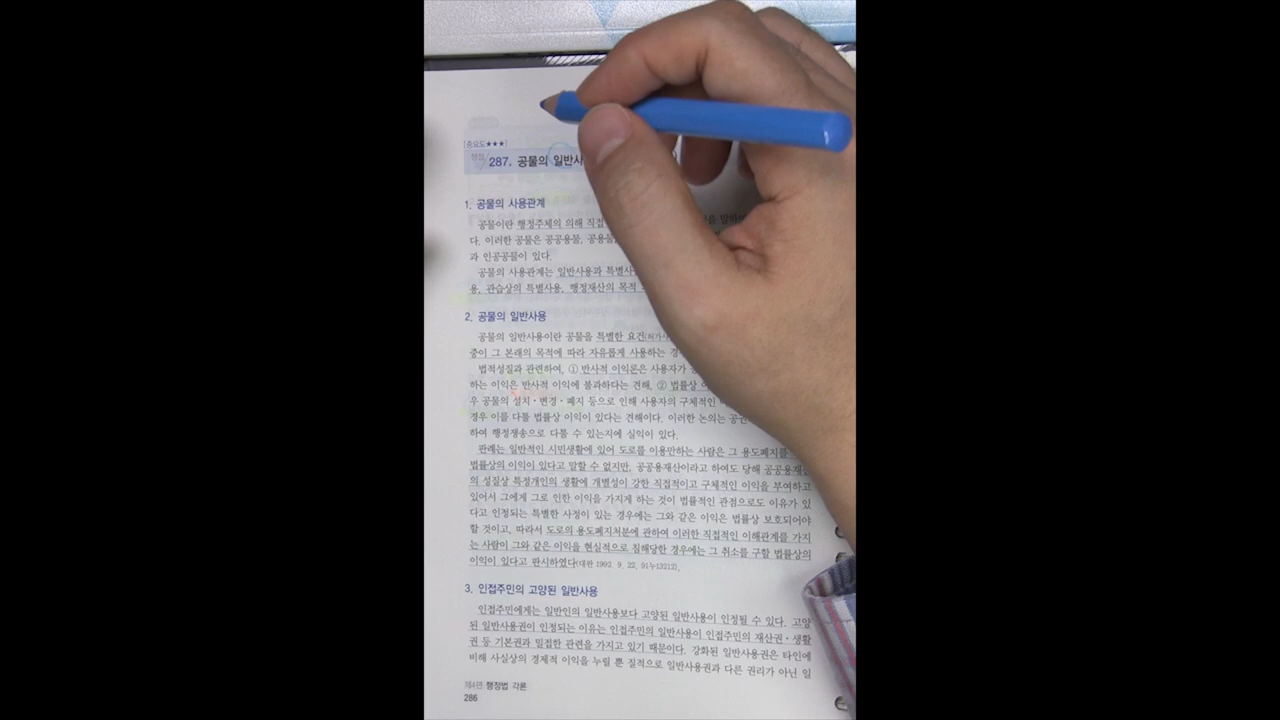 [중요도★★★]
287. 공물의 일반사
1. 공물의 사용관계
공물이란 행정주체의 의해 직접
다. 이러한 공물은 공공용물, 공용물,
과 인공공물이 있다.
공물의 사용관계는 일반사용과 특별사
용, 관습상의 특별사용, 행정재산의 목적
2. 공물의 일반사용
공물의 일반사용이란 공물을 특별한 요건(허가
중이 그 본래의 목적에 따라 자유롭게 사용하는
법적성질과 관련하여, ① 반사적 이익론은 사용자가
하는 이익은 반사적 이익에 불과하다는 견해, ② 법률상
우 공물의 설치·변경·폐지 등으로 인해 사용자의 구체적인
경우 이를 다툴 법률상 이익이 있다는 견해이다. 이러한 논의는
하여 행정쟁송으로 다툴 수 있는지에 실익이 있다.
판례는 일반적인 시민생활에 있어 도로를 이용만하는 사람은 그 용도폐지를
법률상의 이익이 있다고 말할 수 없지만, 공공용재산이라고 하여도 당해 공공용재산
의 성질상 특정개인의 생활에 개별성이 강한 직접적이고 구체적인 이익을 부여하고
있어서 그에게 그로 인한 이익을 가지게 하는 것이 법률적인 관점으로도 이유가 있
다고 인정되는 특별한 사정이 있는 경우에는 그와 같은 이익은 법률상 보호되어야
할 것이고, 따라서 도로의 용도폐지처분에 관하여 이러한 직접적인 이해관계를 가지
는 사람이 그와 같은 이익을 현실적으로 침해당한 경우에는 그 취소를 구할 법률상의
이익이 있다고 판시하였다(대판 1992. 9. 22, 91누13212).
3. 인접주민의 고양된 일반사용
인접주민에게는 일반인의 일반사용보다 고양된 일반사용이 인정될 수 있다. 고양
된 일반사용권이 인정되는 이유는 인접주민의 일반사용이 인접주민의 재산권·생활
권 등 기본권과 밀접한 관련을 가지고 있기 때문이다. 강화된 일반사용권은 타인에
비해 사실상의 경제적 이익을 누릴 뿐 질적으로 일반사용권과 다른 권리가 아닌 일
제4편 행정법 각론
286